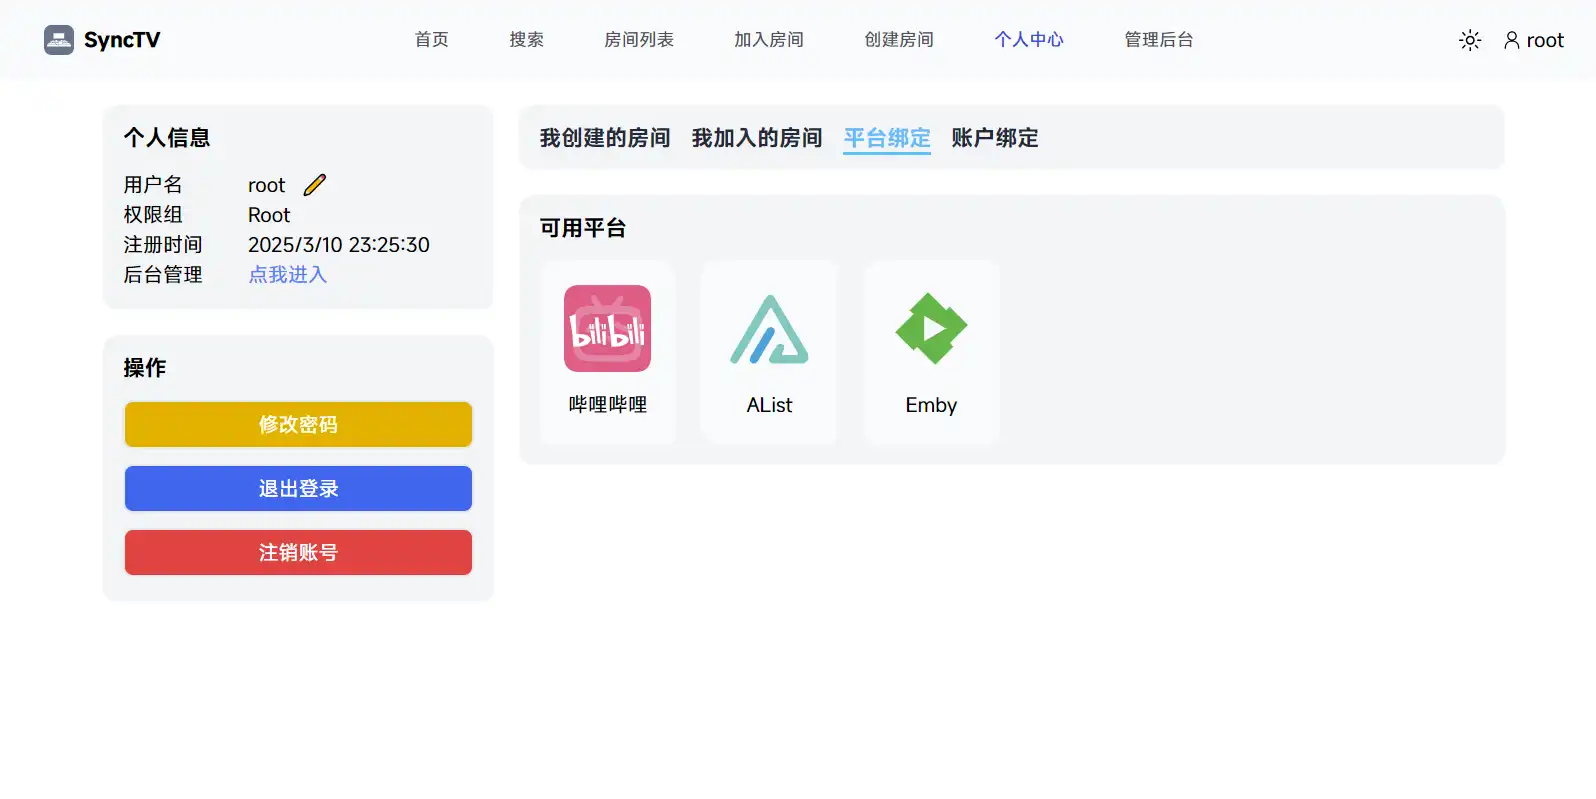 SyncTV
首页 搜索 房间列表 加入房间 创建房间 个人中心 管理后台
root
个人信息
用户名 root
权限组 Root
注册时间 2025/3/10 23:25:30
后台管理 点我进入
操作
修改密码
退出登录
注销账号
我创建的房间 我加入的房间 平台绑定 账户绑定
可用平台
bilibili
哔哩哔哩 AList Emby